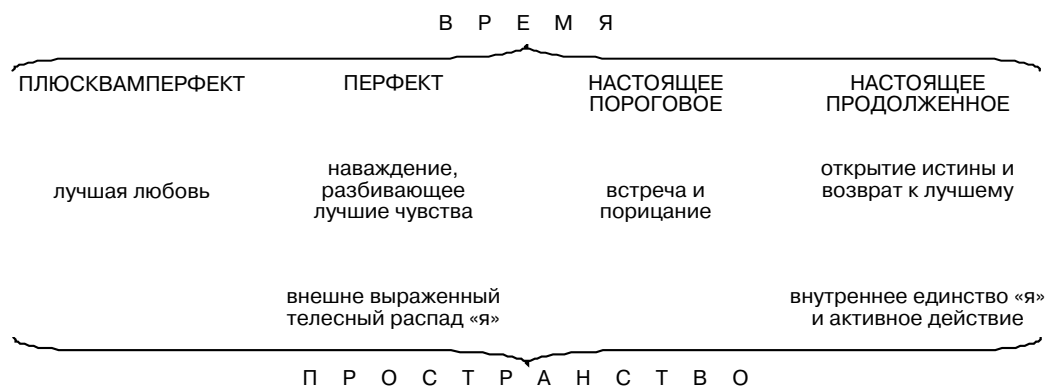 В Р Е М Я
ПЛЮСКВАМПЕРФЕКТ
ПЕРФЕКТ
НАСТОЯЩЕЕ
ПОРОГОВОЕ
НАСТОЯЩЕЕ
ПРОДОЛЖЕННОЕ
лучшая любовь
наваждение,
разбивающее
лучшие чувства
встреча и
порицание
открытие истины и
возврат к лучшему
внешне выраженный
телесный распад «я»
внутреннее единство «я»
и активное действие
П Р О С Т Р А Н С Т В О